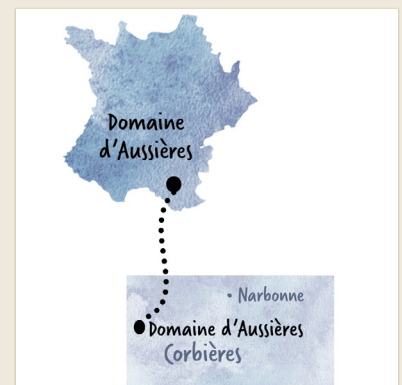 Domaine
d'Aussières
• Narbonne
Domaine d'Aussières
Corbières